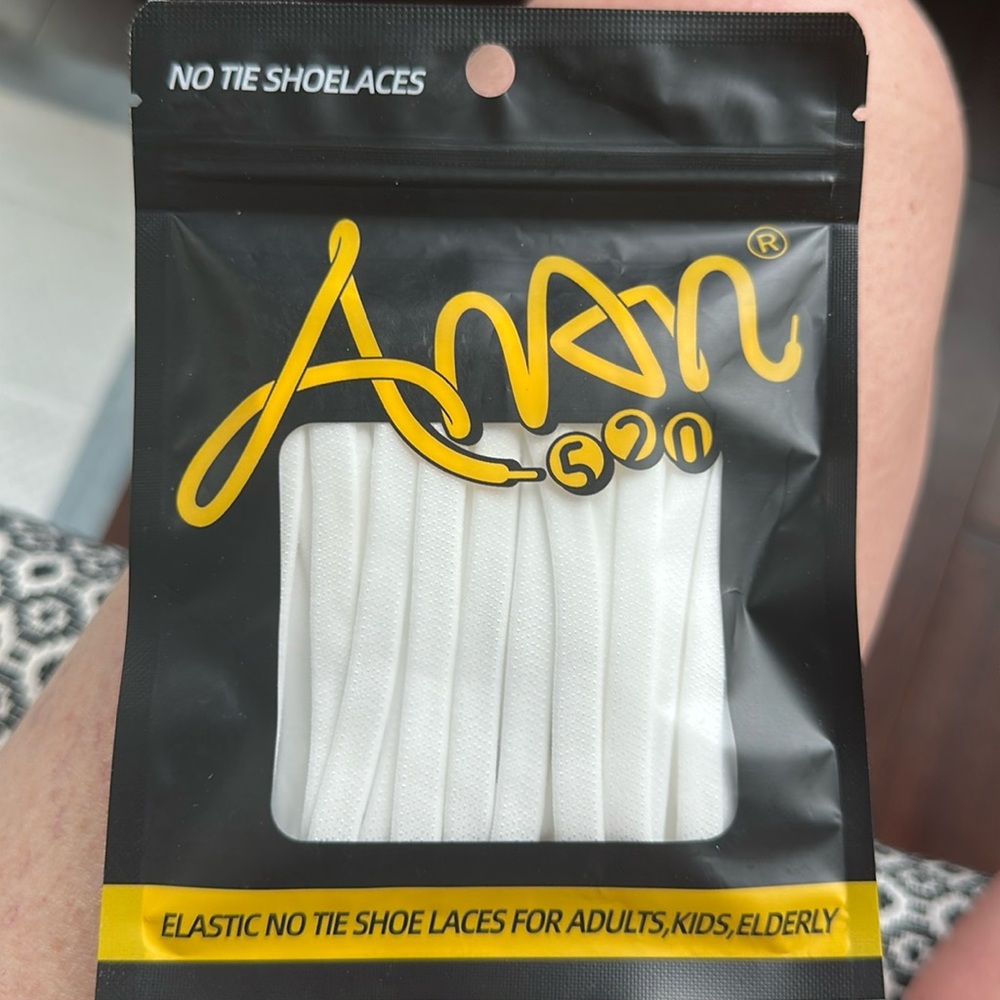 NO TIE SHOELACES
Anan ®
520
ELASTIC NO TIE SHOE LACES FOR ADULTS,KIDS,ELDERLY